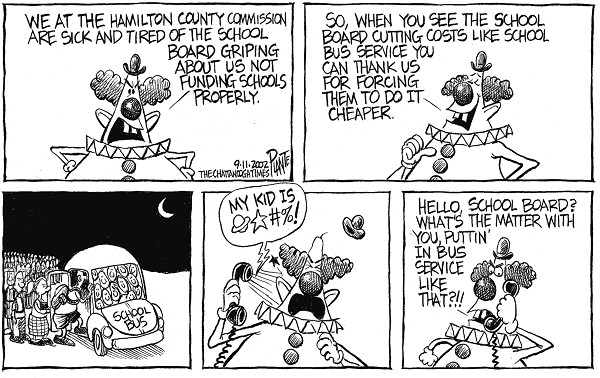 WE AT THE HAMILTON COUNTY COMMISSION
ARE SICK AND TIRED OF THE SCHOOL
BOARD GRIPING
ABOUT US NOT
FUNDING SCHOOLS
PROPERLY.
9·11·2002
THE CHATTANOOGA TIMES
PLANTE
SO, WHEN YOU SEE THE SCHOOL
BOARD CUTTING COSTS LIKE SCHOOL
BUS SERVICE YOU
CAN THANK US
FOR FORCING
THEM TO DO IT
CHEAPER.
SCHOOL
BUS
MY KID IS
#%!
HELLO, SCHOOL BOARD?
WHAT'S THE MATTER WITH
YOU, PUTTIN'
IN BUS
SERVICE
LIKE
THAT?!!